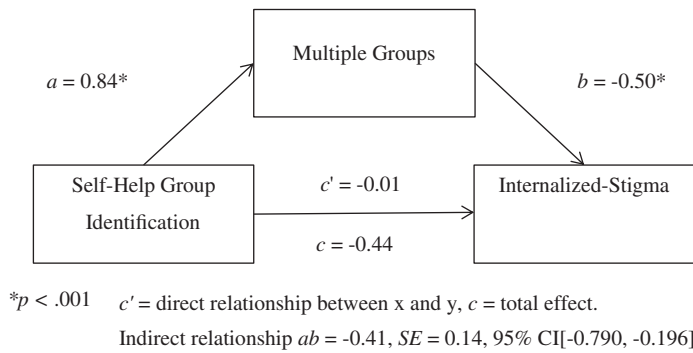 Multiple Groups
a = 0.84*
b = -0.50*
Self-Help Group
Identification
c' = -0.01
Internalized-Stigma
c = -0.44
*p < .001 c' = direct relationship between x and y, c = total effect.
Indirect relationship ab = -0.41, SE = 0.14, 95% CI[-0.790, -0.196]